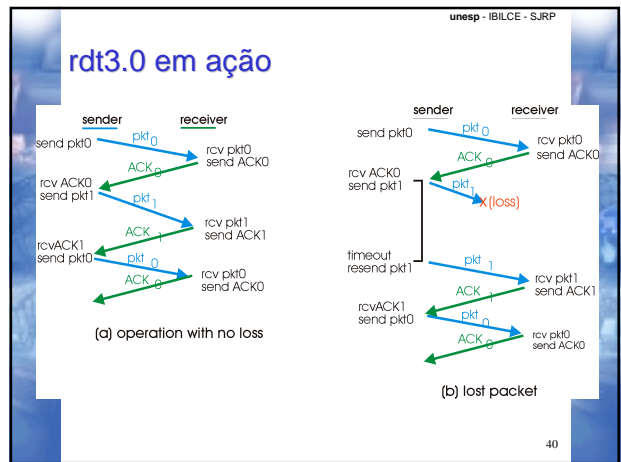 unesp - IBILCE - SJRP
rdt3.0 em ação
sender receiver
send pkt0
pkt0
rcv pkt0
send ACK0
ACK0
rcv ACK0
send pkt1
pkt1
rcv pkt1
send ACK1
ACK1
rcvACK1
send pkt0
pkt0
rcv pkt0
send ACK0
ACK0
(a) operation with no loss
sender receiver
send pkt0
pkt0
rcv pkt0
send ACK0
ACK0
rcv ACK0
send pkt1
pkt1
X(loss)
timeout
resend pkt1
pkt1
rcv pkt1
send ACK1
ACK1
rcvACK1
send pkt0
pkt0
rcv pkt0
send ACK0
ACK0
(b) lost packet
40